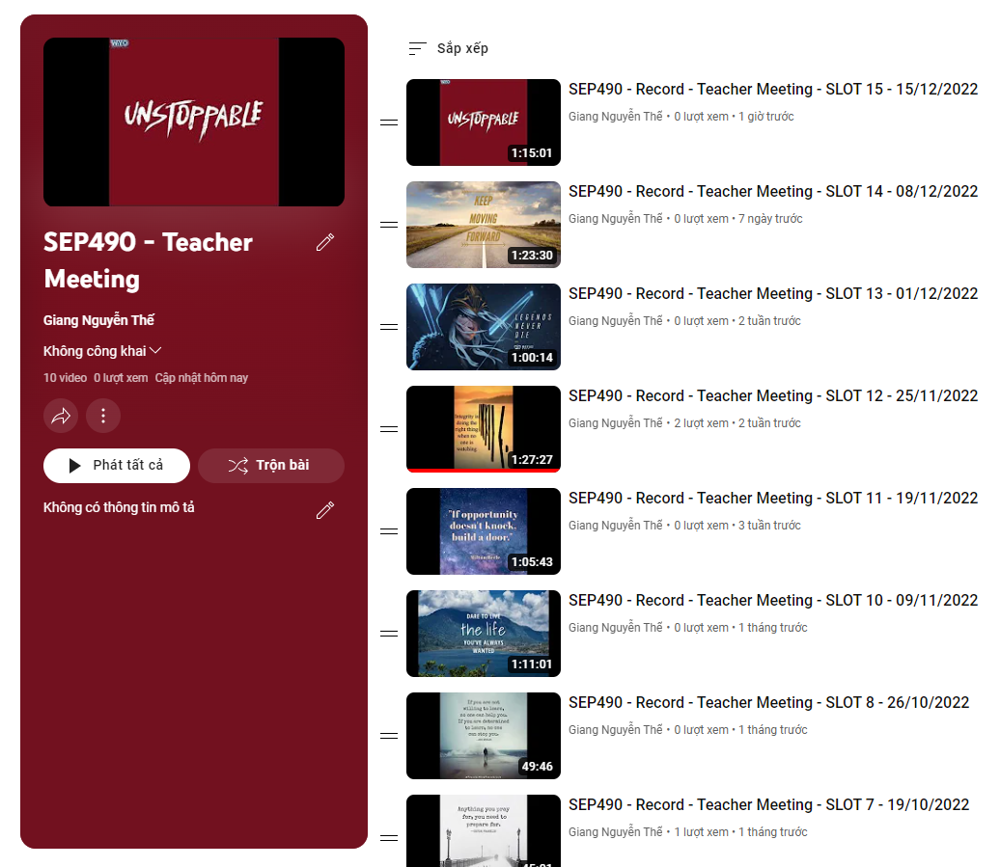 VEVO
UNSTOPPABLE
SEP490 - Teacher
Meeting
Giang Nguyễn Thế
Không công khai
10 video 0 lượt xem Cập nhật hôm nay
Phát tất cả
Trộn bài
Không có thông tin mô tả
Sắp xếp
UNSTOPPABLE
1:15:01
SEP490 - Record - Teacher Meeting - SLOT 15 - 15/12/2022
Giang Nguyễn Thế • 0 lượt xem • 1 giờ trước
KEEP
MOVING
FORWARD
1:23:30
SEP490 - Record - Teacher Meeting - SLOT 14 - 08/12/2022
Giang Nguyễn Thế • 0 lượt xem • 7 ngày trước
LEGENDS
NEVER
DIE
1:00:14
SEP490 - Record - Teacher Meeting - SLOT 13 - 01/12/2022
Giang Nguyễn Thế • 0 lượt xem • 2 tuần trước
Integrity is
doing the
right thing
when no
one is
watching
1:27:27
SEP490 - Record - Teacher Meeting - SLOT 12 - 25/11/2022
Giang Nguyễn Thế • 2 lượt xem • 2 tuần trước
"If opportunity
doesn't knock,
build a door."
1:05:43
SEP490 - Record - Teacher Meeting - SLOT 11 - 19/11/2022
Giang Nguyễn Thế • 0 lượt xem • 3 tuần trước
DARE TO LIVE
the life
YOU'VE ALWAYS
WANTED
1:11:01
SEP490 - Record - Teacher Meeting - SLOT 10 - 09/11/2022
Giang Nguyễn Thế • 0 lượt xem • 1 tháng trước
If you are not
willing to learn,
no one can help you.
If you are determined
to learn, no one
can stop you.
49:46
SEP490 - Record - Teacher Meeting - SLOT 8 - 26/10/2022
Giang Nguyễn Thế • 0 lượt xem • 1 tháng trước
Anything you pray
for, you need to
prepare for.
SEP490 - Record - Teacher Meeting - SLOT 7 - 19/10/2022
Giang Nguyễn Thế • 1 lượt xem • 1 tháng trước